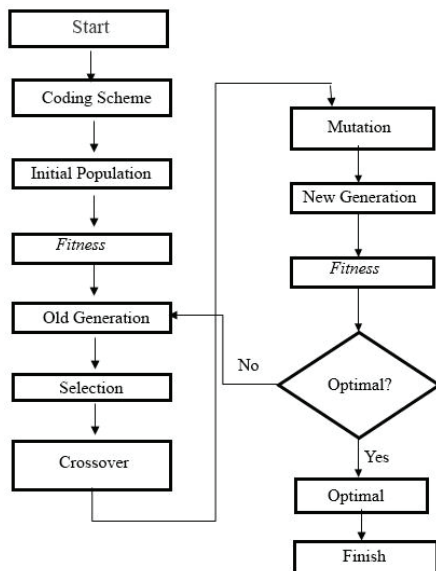 Start
Coding Scheme
Initial Population
Fitness
Old Generation
Selection
Crossover
Mutation
New Generation
Fitness
Optimal?
No
Yes
Optimal
Finish